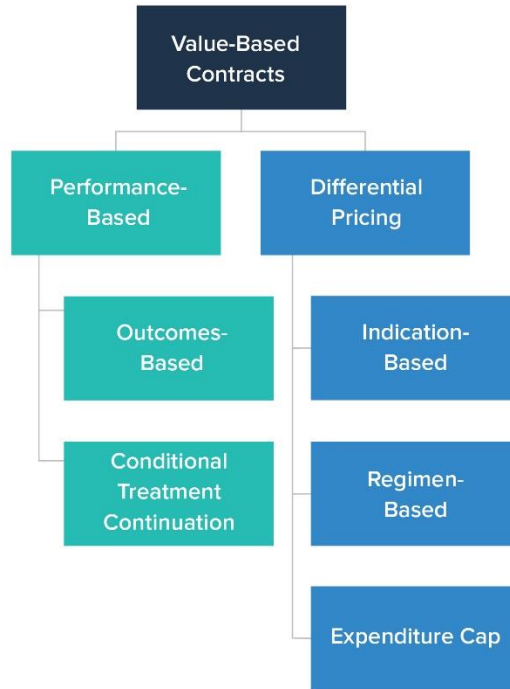 Value-Based
Contracts
Performance-
Based
Differential
Pricing
Outcomes-
Based
Conditional
Treatment
Continuation
Indication-
Based
Regimen-
Based
Expenditure Cap